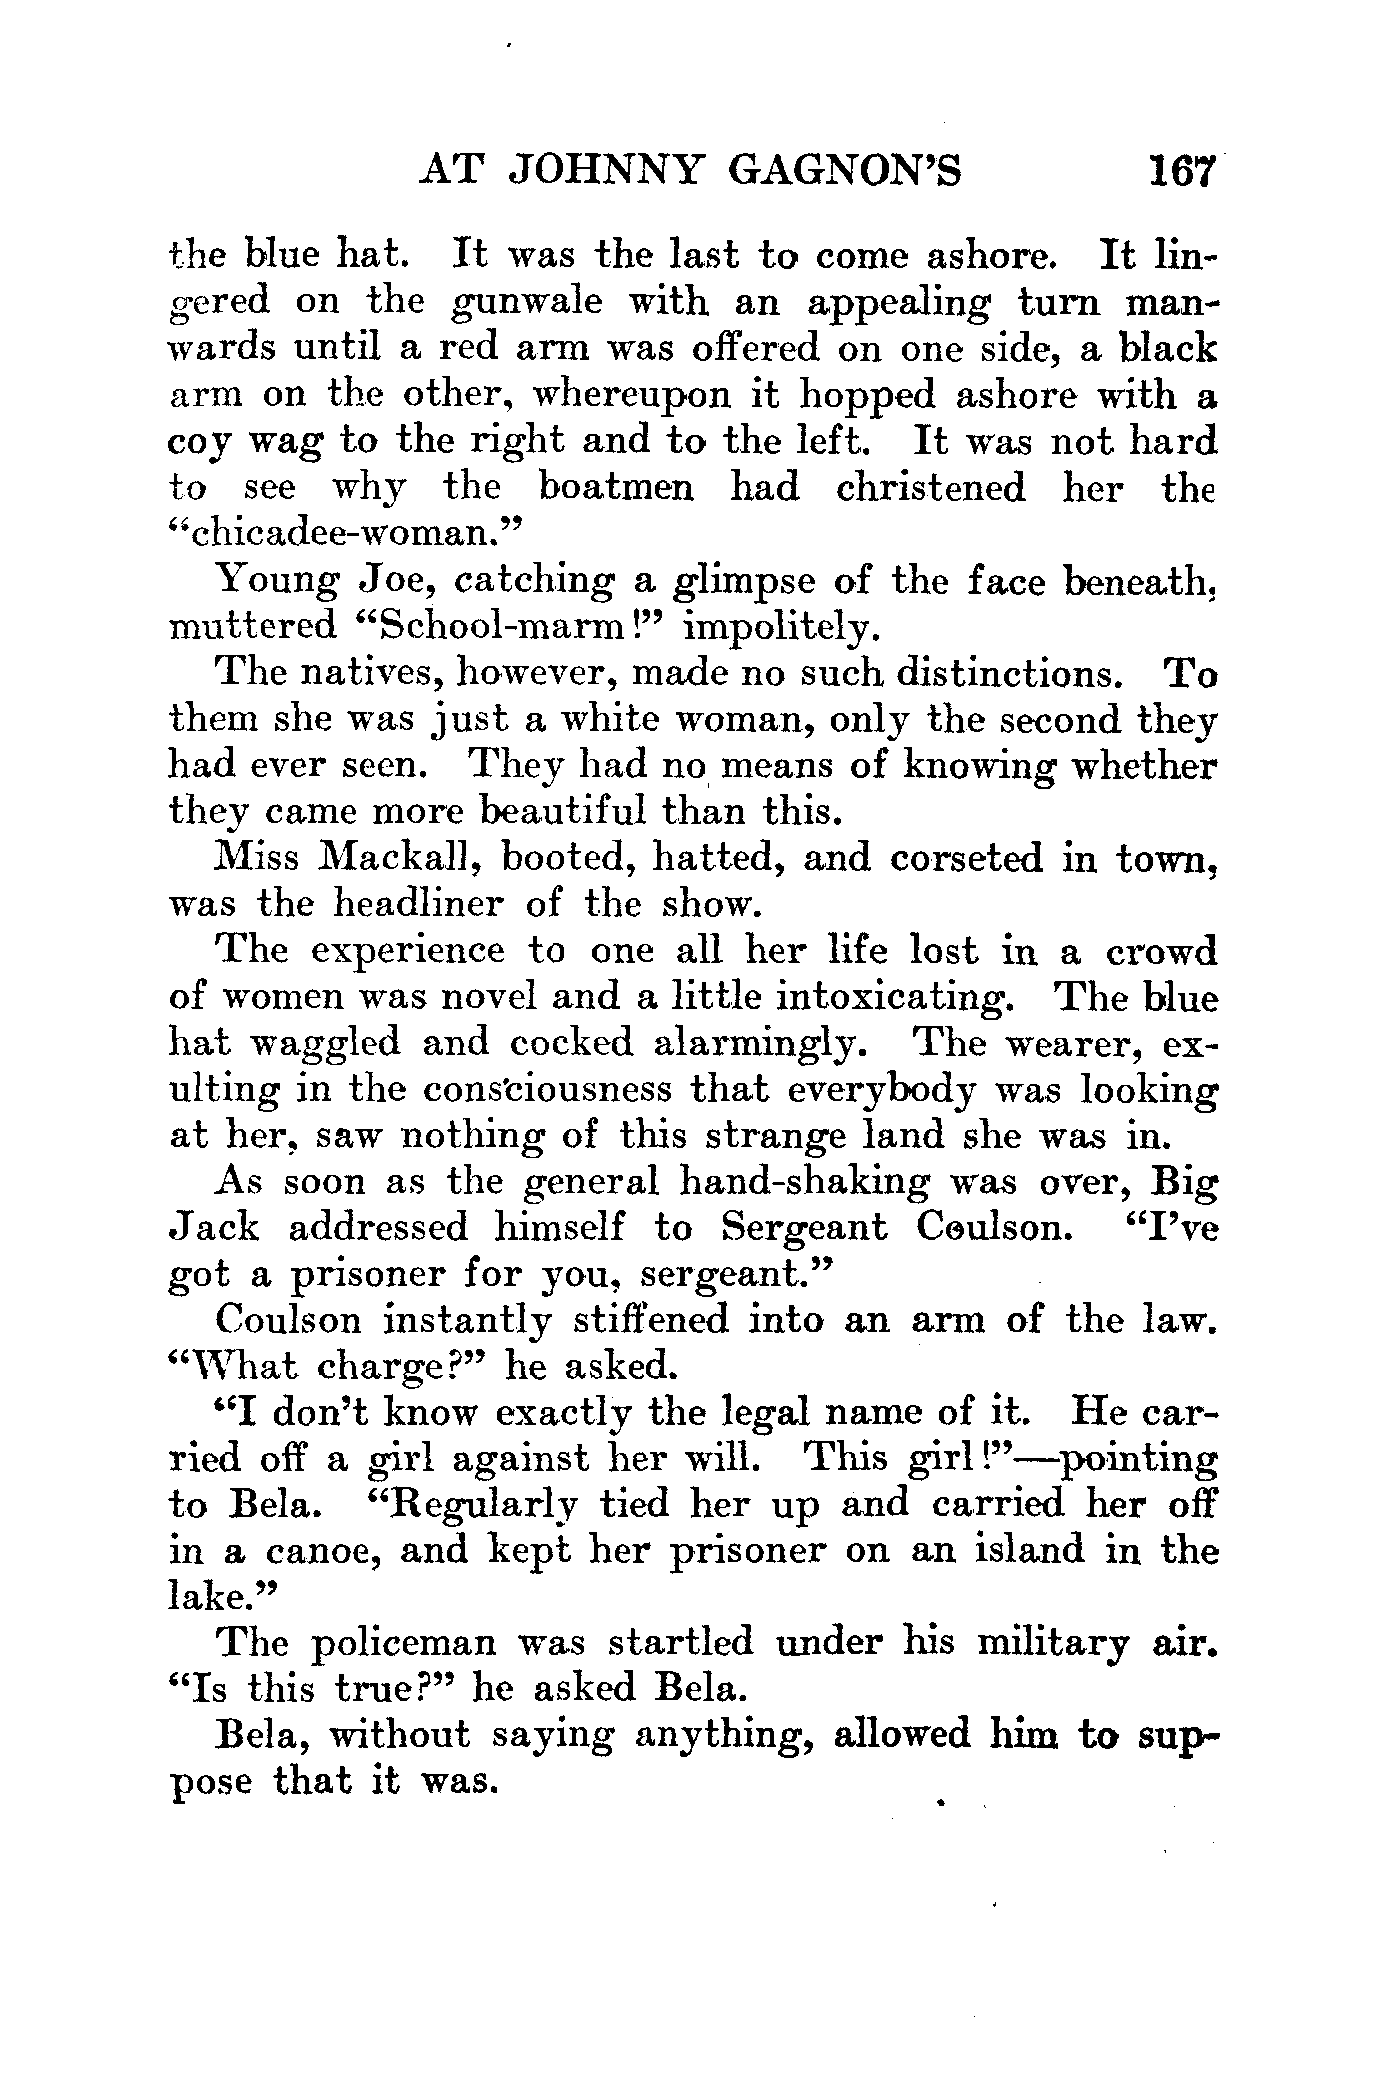 AT JOHNNY GAGNON'S 167
the blue hat. It was the last to come ashore. It lin-
gered on the gunwale with an appealing turn man-
wards until a red arm was offered on one side, a black
arm on the other, whereupon it hopped ashore with a
coy wag to the right and to the left. It was not hard
to see why the boatmen had christened her the
“chicadee-woman.”
Young Joe, catching a glimpse of the face beneath,
muttered “School-marm!” impolitely.
The natives, however, made no such distinctions. To
them she was just a white woman, only the second they
had ever seen. They had no means of knowing whether
they came more beautiful than this.
Miss Mackall, booted, hatted, and corseted in town,
was the headliner of the show.
The experience to one all her life lost in a crowd
of women was novel and a little intoxicating. The blue
hat waggled and cocked alarmingly. The wearer, ex-
ulting in the consciousness that everybody was looking
at her, saw nothing of this strange land she was in.
As soon as the general hand-shaking was over, Big
Jack addressed himself to Sergeant Coulson. “I’ve
got a prisoner for you, sergeant.”
Coulson instantly stiffened into an arm of the law.
“What charge?” he asked.
“I don’t know exactly the legal name of it. He car-
ried off a girl against her will. This girl!”—pointing
to Bela. “Regularly tied her up and carried her off
in a canoe, and kept her prisoner on an island in the
lake.”
The policeman was startled under his military air.
“Is this true?” he asked Bela.
Bela, without saying anything, allowed him to sup-
pose that it was.